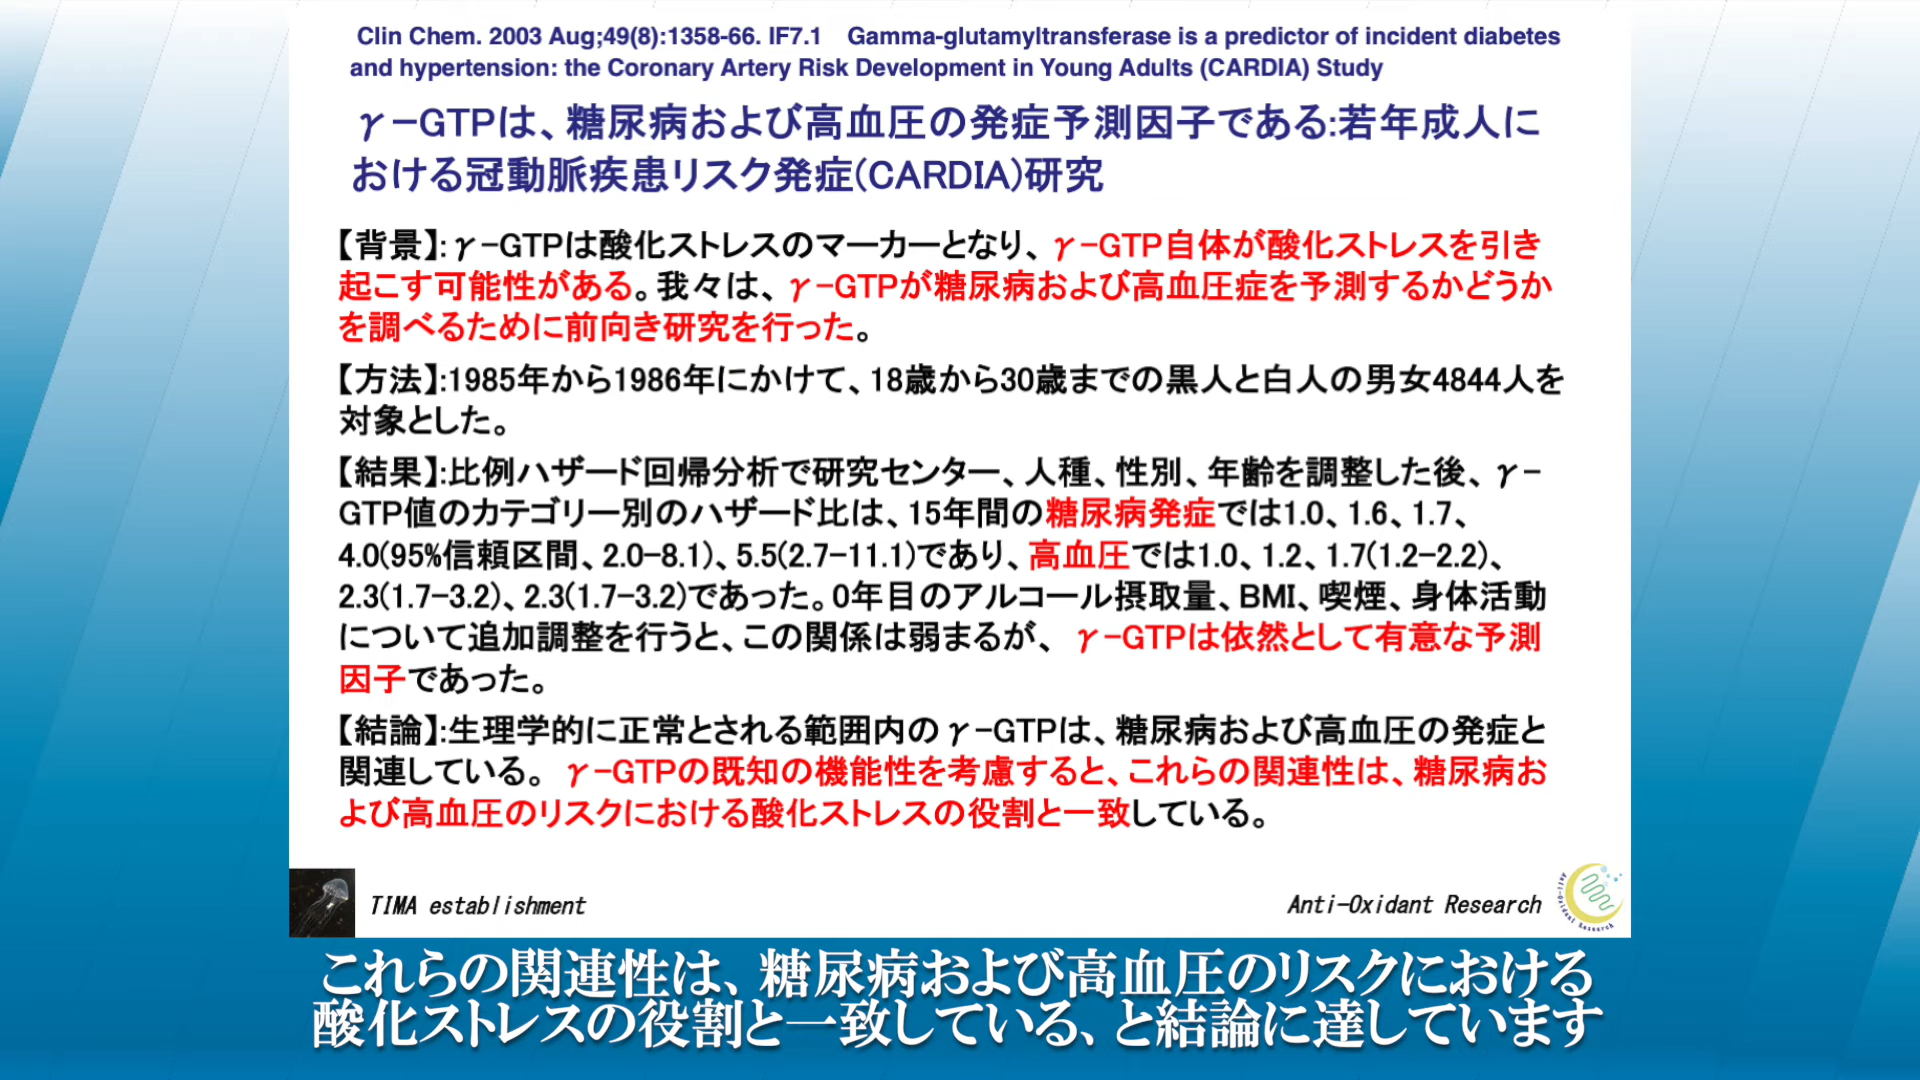 Clin Chem. 2003 Aug;49(8):1358-66. IF7.1 Gamma-glutamyltransferase is a predictor of incident diabetes
and hypertension: the Coronary Artery Risk Development in Young Adults (CARDIA) Study
γ-GTPは、糖尿病および高血圧の発症予測因子である:若年成人に
おける冠動脈疾患リスク発症(CARDIA)研究
【背景】:γ-GTPは酸化ストレスのマーカーとなり、γ-GTP自体が酸化ストレスを引き
起こす可能性がある。我々は、γ-GTPが糖尿病および高血圧症を予測するかどうか
を調べるために前向き研究を行った。
【方法】:1985年から1986年にかけて、18歳から30歳までの黒人と白人の男女4844人を
対象とした。
【結果】:比例ハザード回帰分析で研究センター、人種、性別、年齢を調整した後、γ-
GTP値のカテゴリー別のハザード比は、15年間の糖尿病発症では1.0、1.6、1.7、
4.0(95%信頼区間、2.0-8.1)、5.5(2.7-11.1)であり、高血圧では1.0、1.2、1.7(1.2-2.2)、
2.3(1.7-3.2)、2.3(1.7-3.2)であった。0年目のアルコール摂取量、BMI、喫煙、身体活動
について追加調整を行うと、この関係は弱まるが、γ-GTPは依然として有意な予測
因子であった。
【結論】:生理学的に正常とされる範囲内のγ-GTPは、糖尿病および高血圧の発症と
関連している。γ-GTPの既知の機能性を考慮すると、これらの関連性は、糖尿病お
よび高血圧のリスクにおける酸化ストレスの役割と一致している。
TIMA establishment
Anti-Oxidant Research
Anti-Oxidant Research
これらの関連性は、糖尿病および高血圧のリスクにおける
酸化ストレスの役割と一致している、と結論に達しています